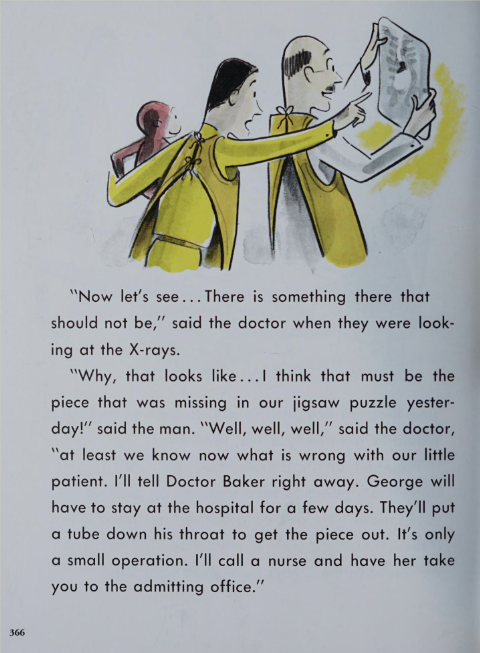 "Now let's see...There is something there that
should not be," said the doctor when they were look-
ing at the X-rays.
"Why, that looks like...I think that must be the
piece that was missing in our jigsaw puzzle yester-
day!" said the man. "Well, well, well," said the doctor,
"at least we know now what is wrong with our little
patient. I'll tell Doctor Baker right away. George will
have to stay at the hospital for a few days. They'll put
a tube down his throat to get the piece out. It's only
a small operation. I'll call a nurse and have her take
you to the admitting office."
366